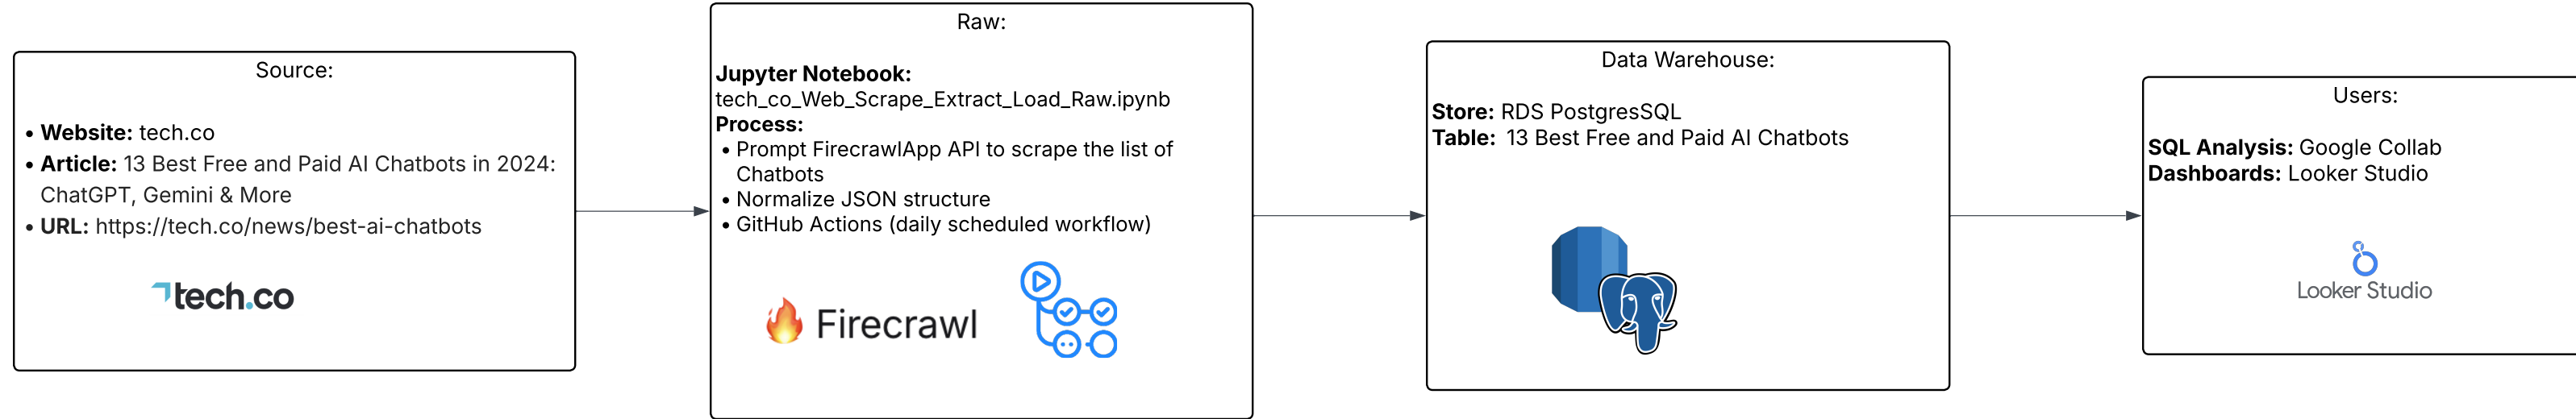 Source:
• Website: tech.co
• Article: 13 Best Free and Paid AI Chatbots in 2024:
ChatGPT, Gemini & More
• URL: https://tech.co/news/best-ai-chatbots
tech.co
Raw:
Jupyter Notebook:
tech_co_Web_Scrape_Extract_Load_Raw.ipynb
Process:
• Prompt FirecrawlApp API to scrape the list of
Chatbots
• Normalize JSON structure
• GitHub Actions (daily scheduled workflow)
Firecrawl
Data Warehouse:
Store: RDS PostgresSQL
Table: 13 Best Free and Paid AI Chatbots
Users:
SQL Analysis: Google Collab
Dashboards: Looker Studio
Looker Studio